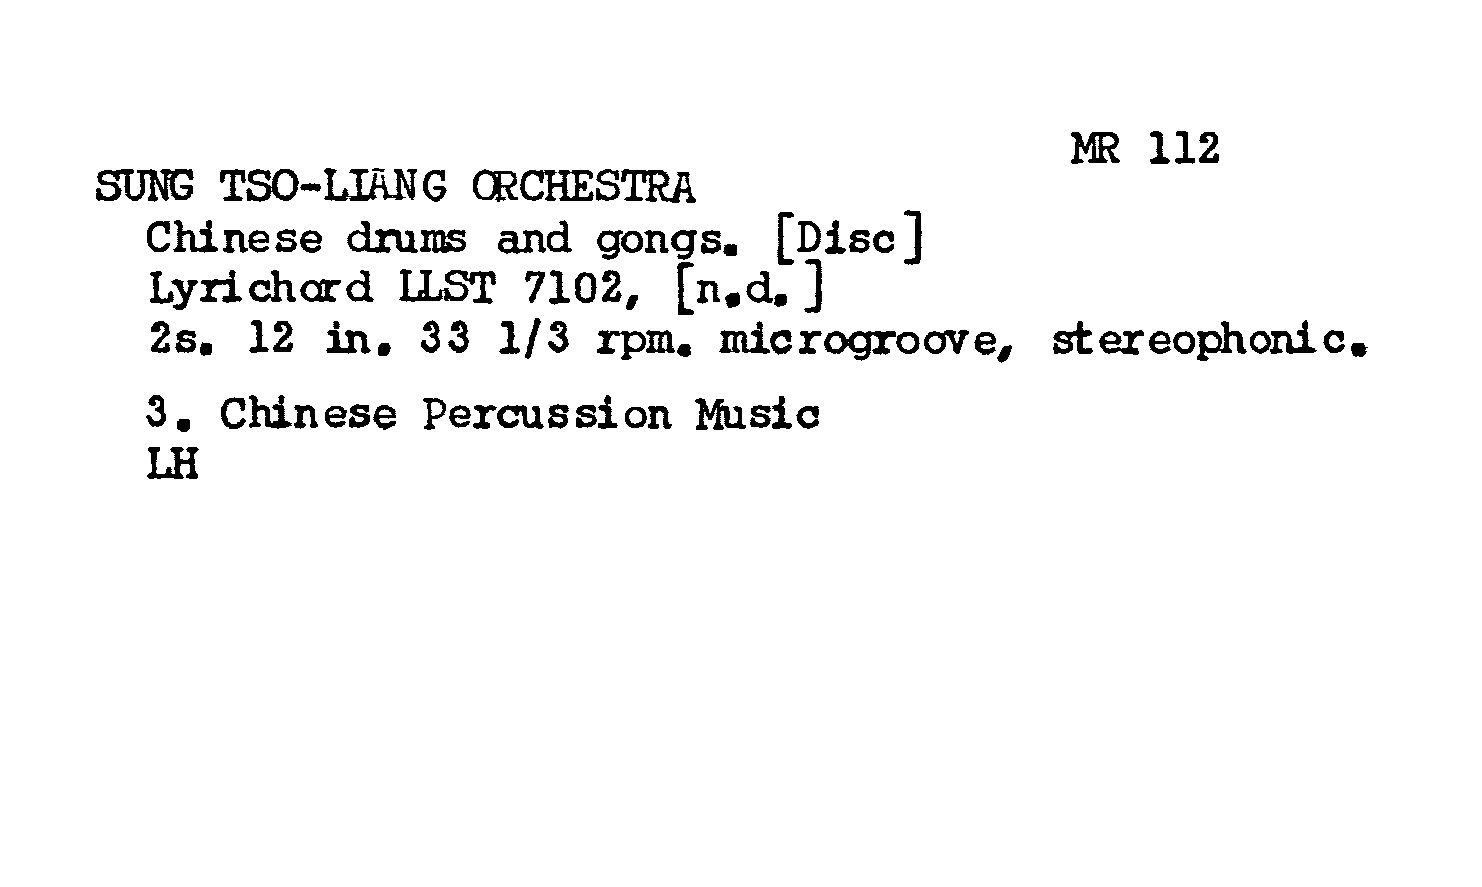 MR 112
SUNG TSO-LIANG ORCHESTRA
Chinese drums and gongs. [Disc]
Lyrichord LLST 7102, [n.d.]
2s. 12 in. 33 1/3 rpm. microgroove, stereophonic.
3. Chinese Percussion Music
LH